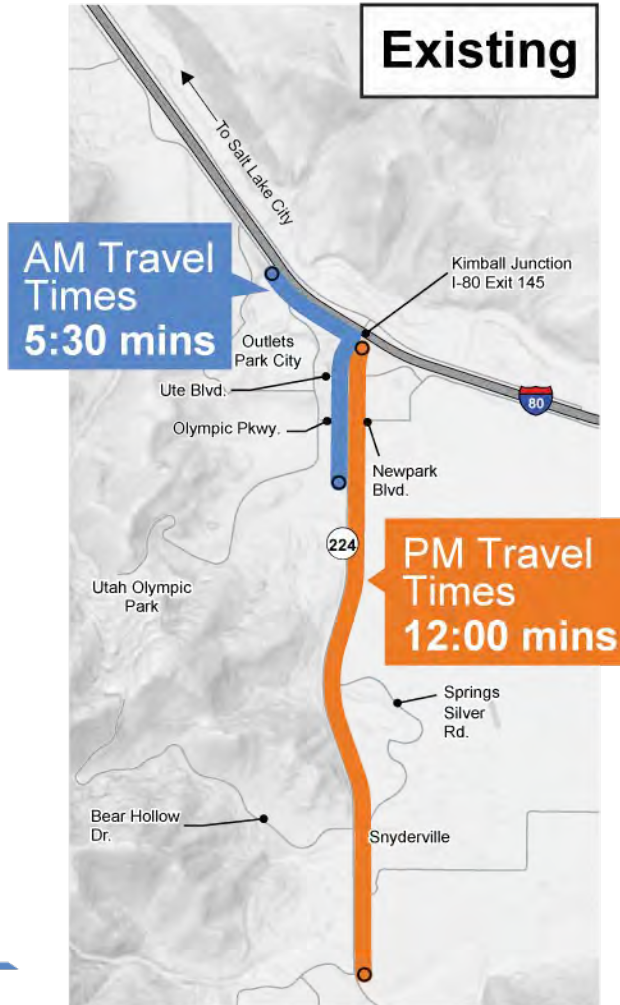 Existing
To Salt Lake City
AM Travel
Times
5:30 mins
Kimball Junction
I-80 Exit 145
Outlets
Park City
Ute Blvd.
80
Olympic Pkwy.
Newpark
Blvd.
224
PM Travel
Times
12:00 mins
Utah Olympic
Park
Springs
Silver
Rd.
Bear Hollow
Dr.
Snyderville